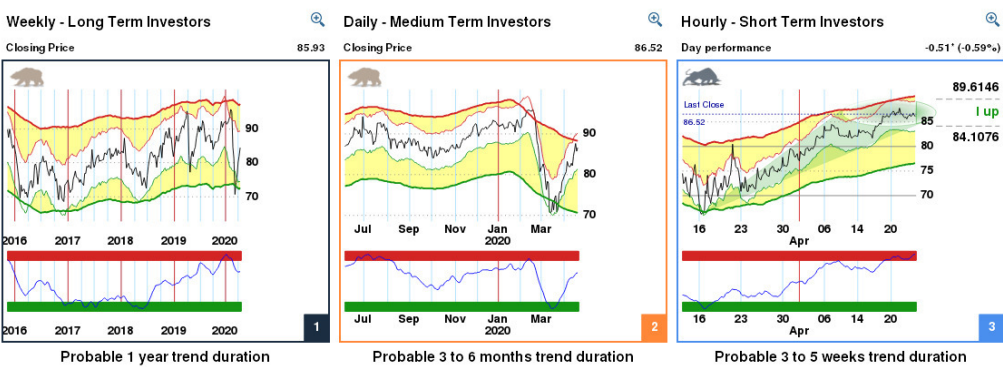 Weekly - Long Term Investors
Closing Price 85.93
90
80
70
2016 2017 2018 2019 2020
2016 2017 2018 2019 2020
1
Probable 1 year trend duration
Daily - Medium Term Investors
Closing Price 86.52
90
80
70
Jul Sep Nov Jan Mar
2020
Jul Sep Nov Jan Mar
2020
2
Probable 3 to 6 months trend duration
Hourly - Short Term Investors
Day performance -0.51* (-0.59%)
Last Close
86.52
89.6146
I up
84.1076
85
80
75
70
16 23 30 06 14 20
Apr
16 23 30 06 14 20
Apr
3
Probable 3 to 5 weeks trend duration